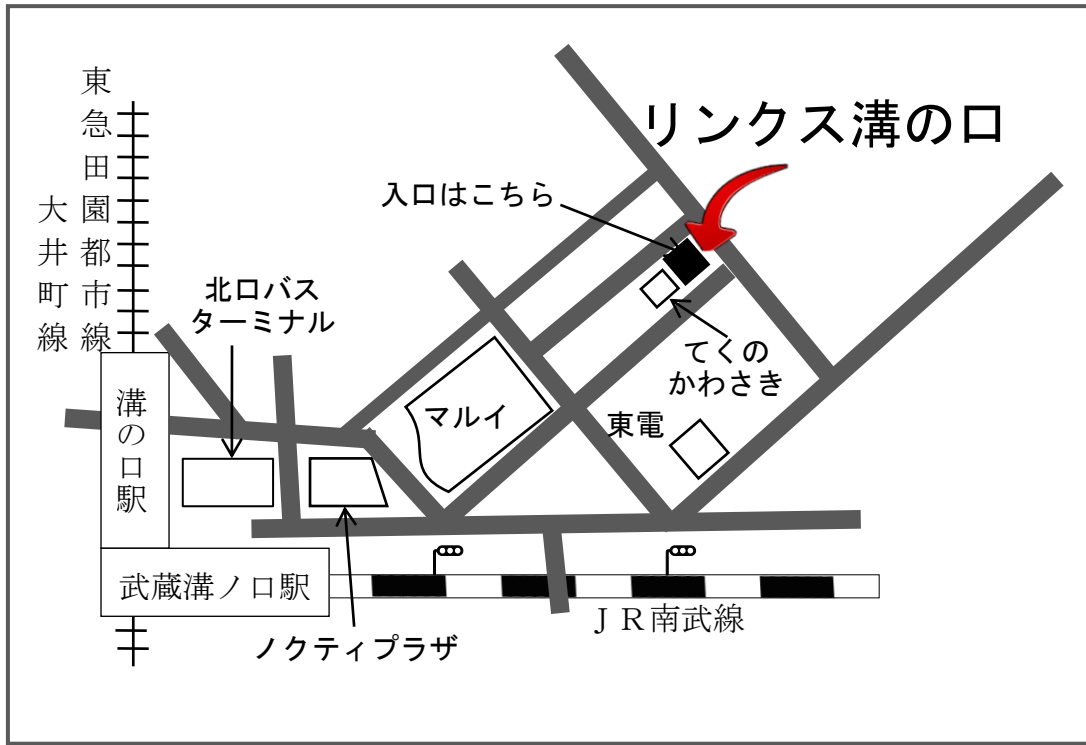 東急田園都市線
大井町線
リンクス溝の口
入口はこちら
北口バス
ターミナル
てくの
かわさき
マルイ
東電
溝の口駅
武蔵溝ノ口駅
ＪＲ南武線
ノクティプラザ